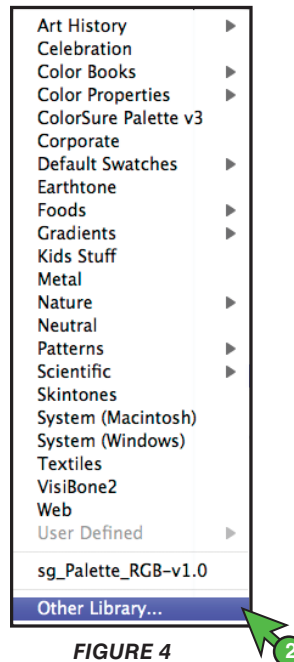 Art History
Celebration
Color Books
Color Properties
ColorSure Palette v3
Corporate
Default Swatches
Earthtone
Foods
Gradients
Kids Stuff
Metal
Nature
Neutral
Patterns
Scientific
Skintones
System (Macintosh)
System (Windows)
Textiles
VisiBone2
Web
User Defined
sg_Palette_RGB-v1.0
Other Library...
2
FIGURE 4